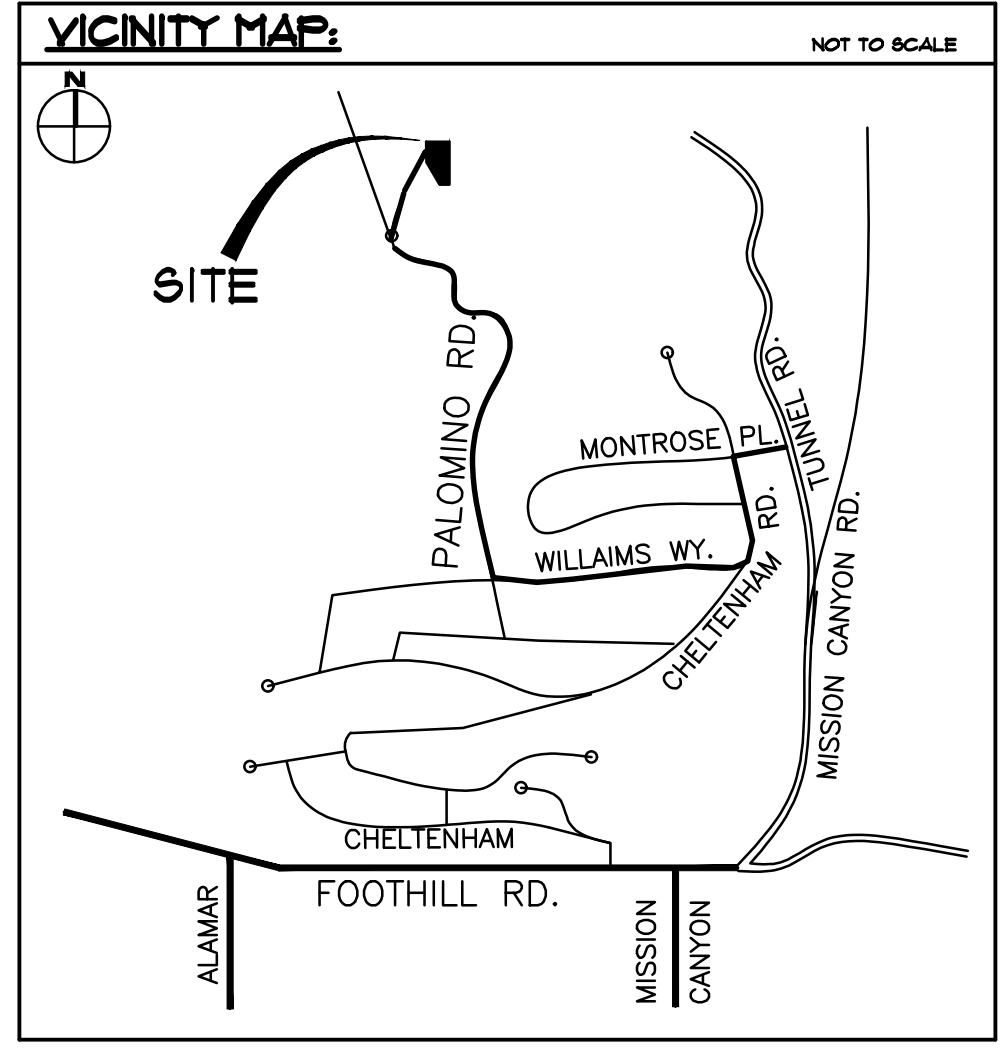 VICINITY MAP:
NOT TO SCALE
N
SITE
PALOMINO RD.
TUNNEL RD.
MONTROSE PL.
RD.
WILLAIMS WY.
CHELTENHAM
MISSION CANYON RD.
CHELTENHAM
FOOTHILL RD.
ALAMAR
MISSION
CANYON